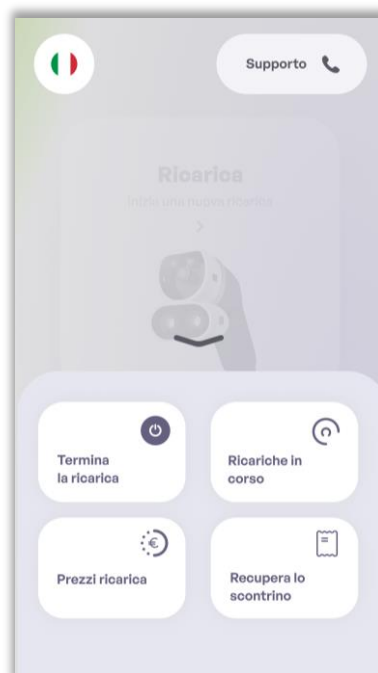 Supporto
Ricarica
Inizia una nuova ricarica
Termina
la ricarica
Ricariche in
corso
Prezzi ricarica
Recupera lo
scontrino